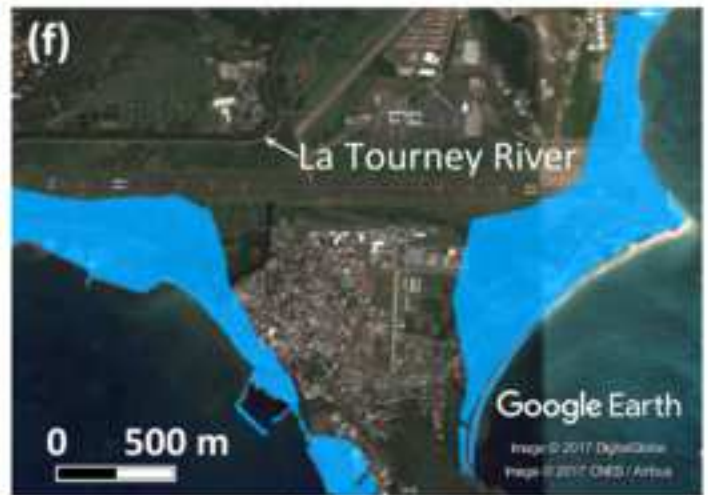 (f)
La Tourney River
Google Earth
Image © 2017 DigitalGlobe
Image © 2017 CNES / Airbus
0 500 m